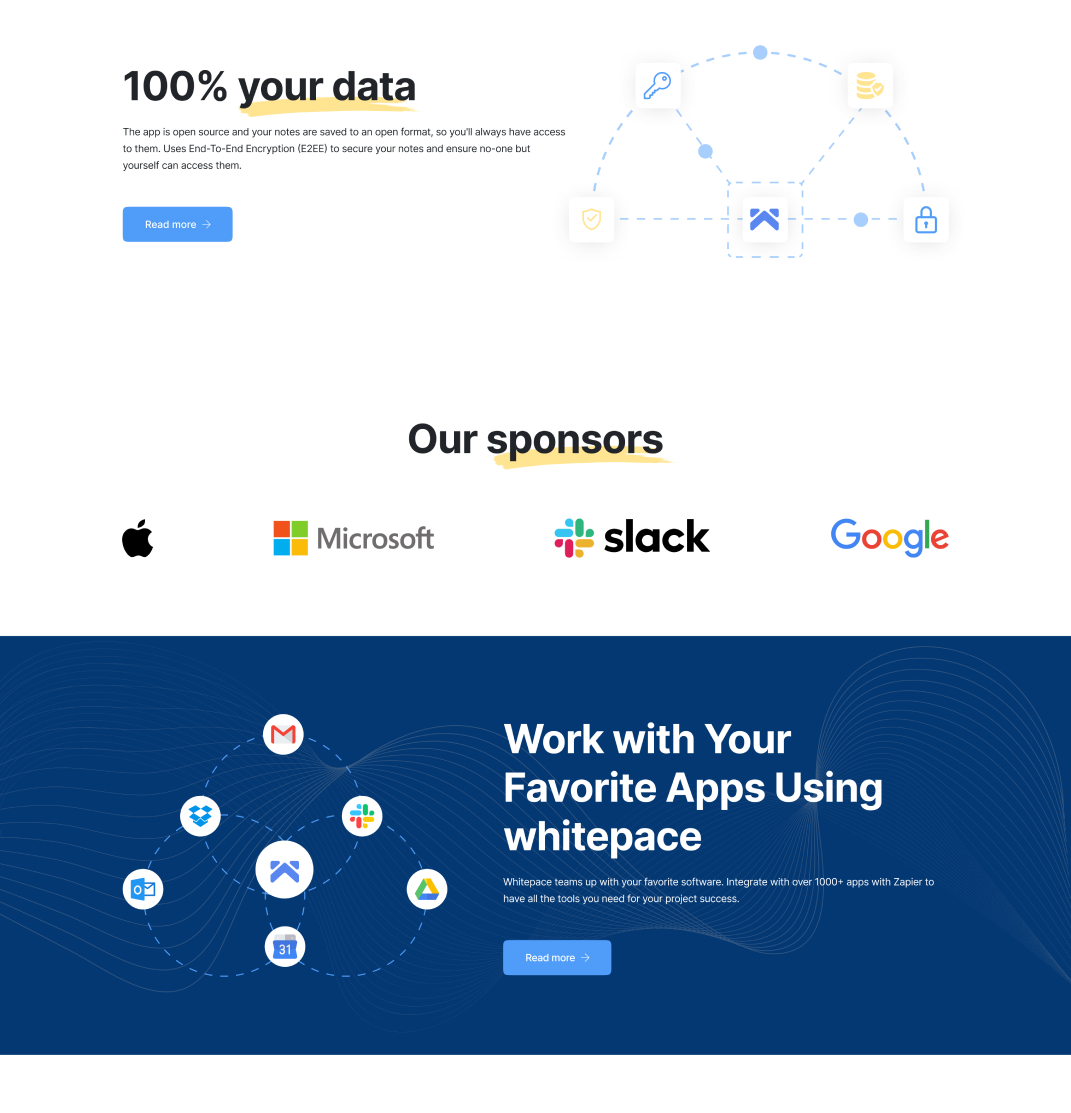 100% your data
The app is open source and your notes are saved to an open format, so you'll always have access
to them. Uses End-To-End Encryption (E2EE) to secure your notes and ensure no-one but
yourself can access them.
Read more
Our sponsors
Microsoft
slack
Google
Work with Your
Favorite Apps Using
whitepace
Whitepace teams up with your favorite software. Integrate with over 1000+ apps with Zapier to
have all the tools you need for your project success.
31
Read more